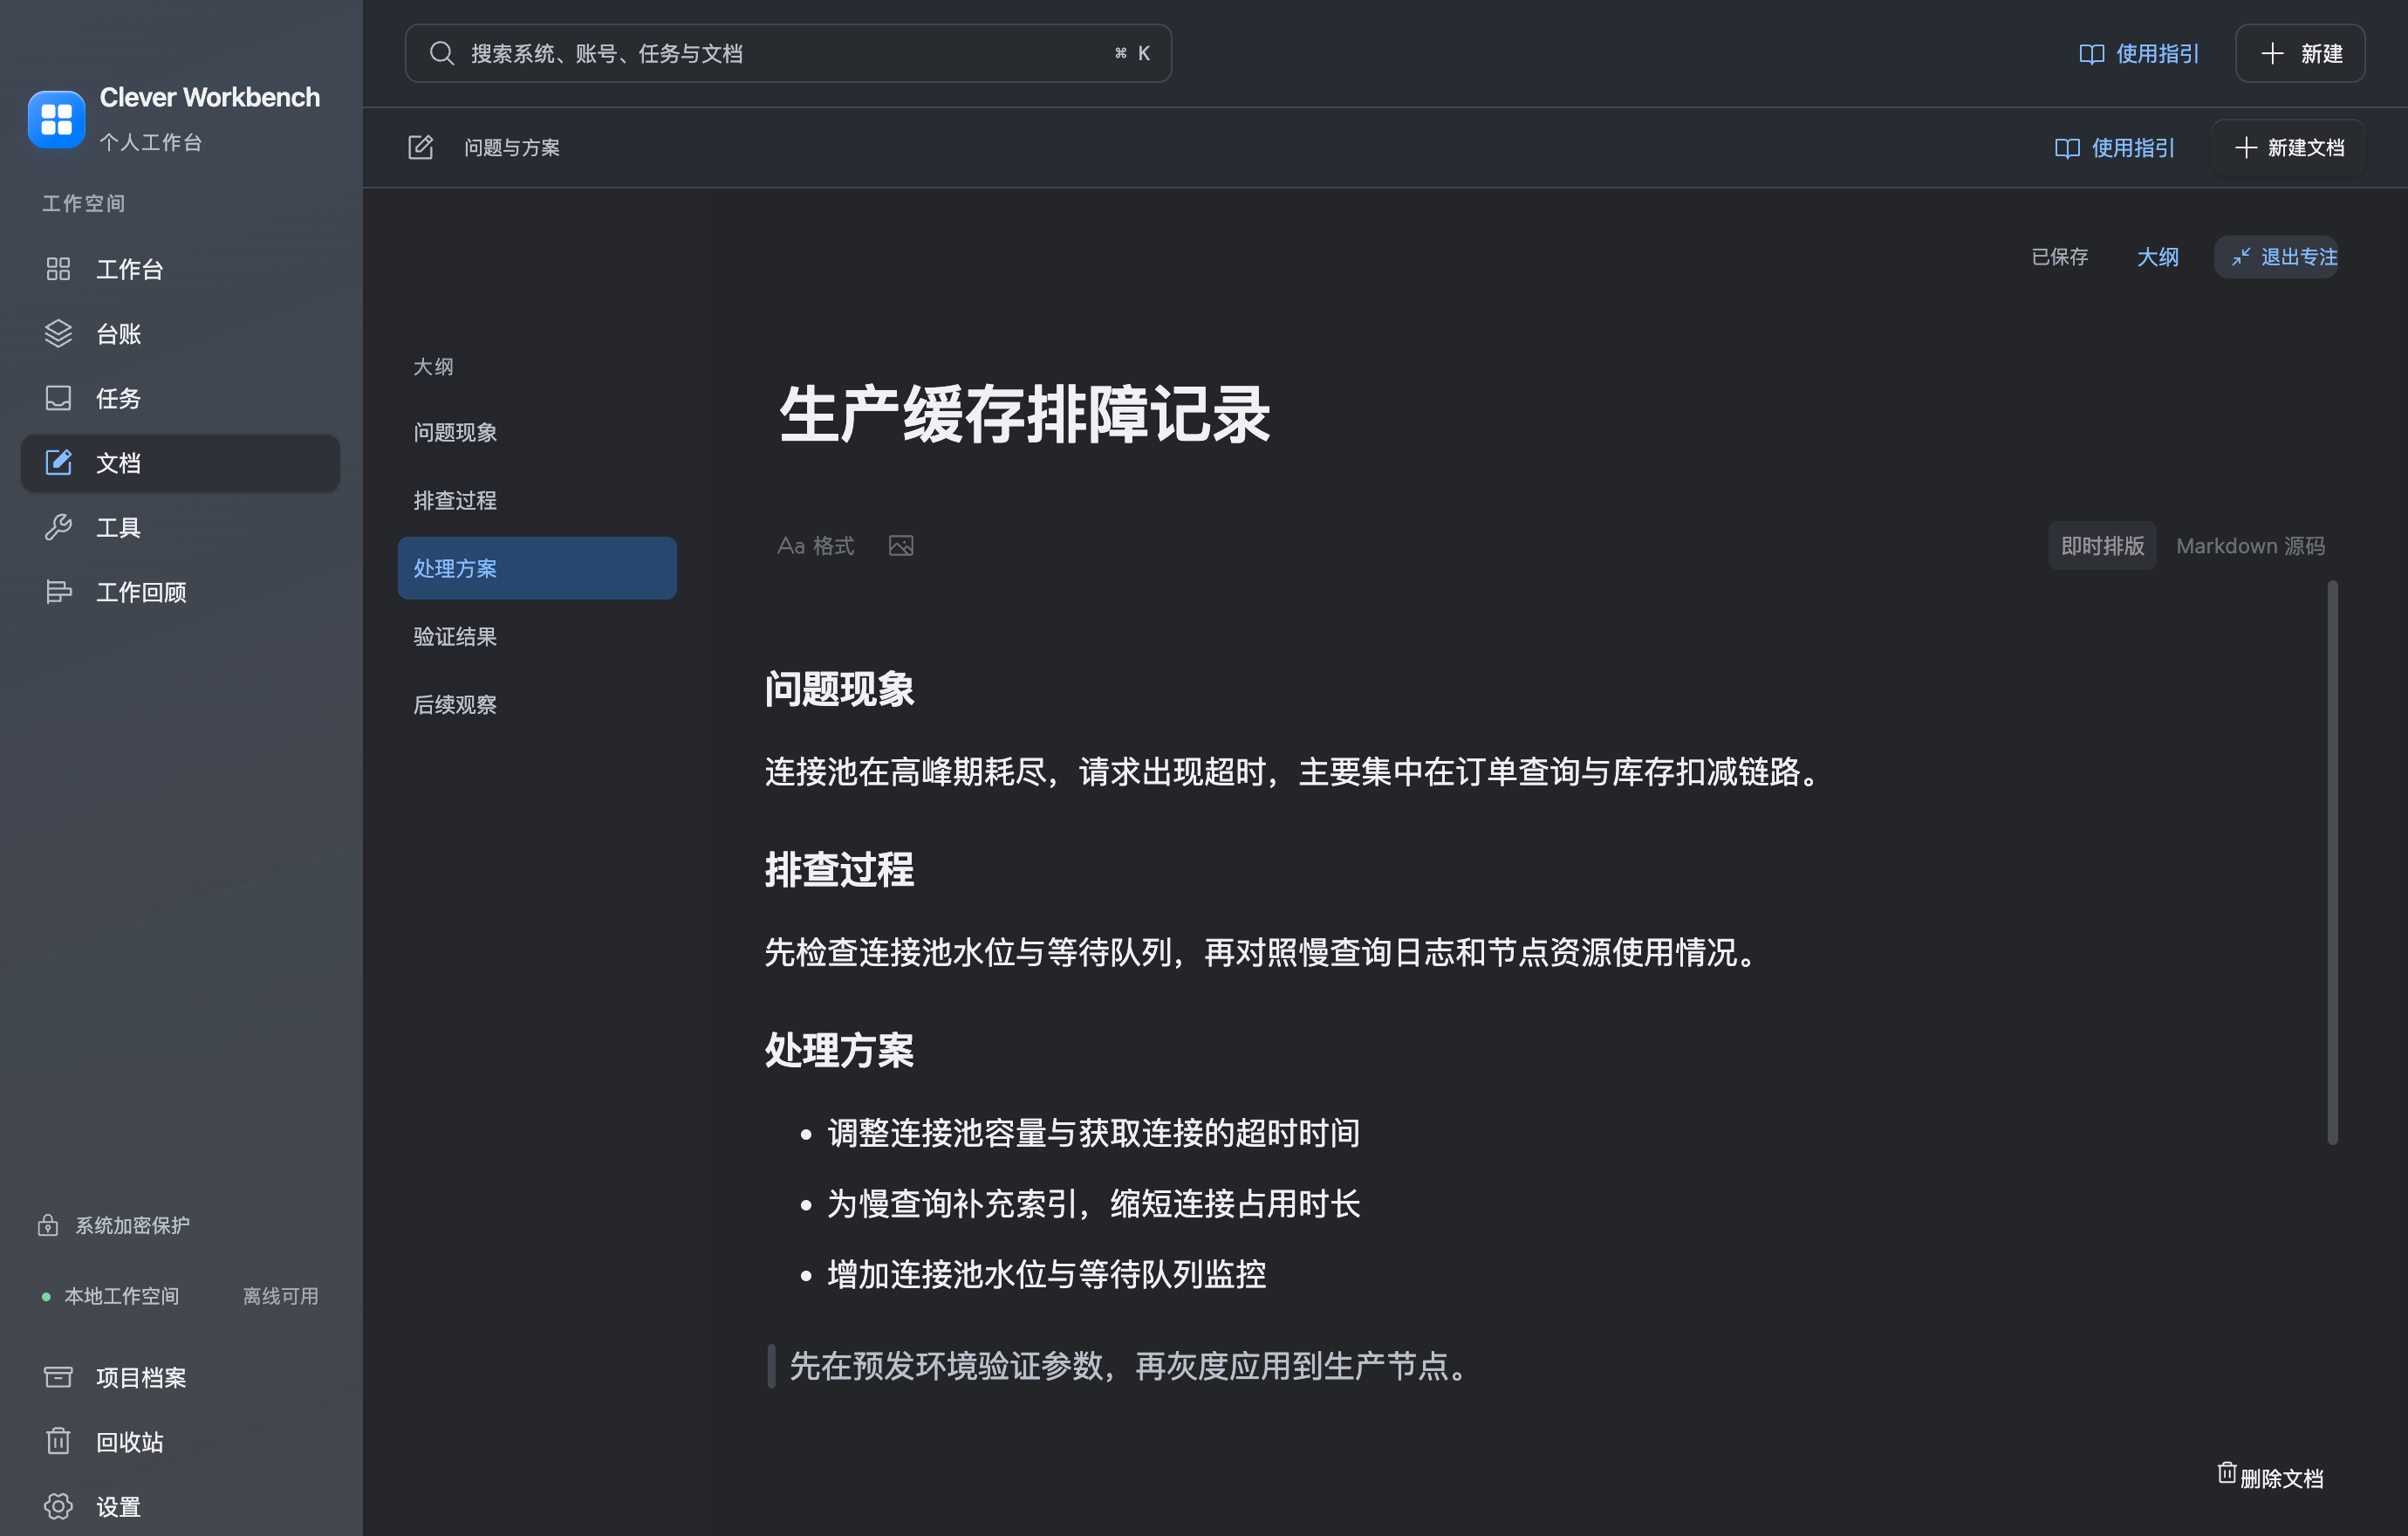 Clever Workbench
个人工作台
工作空间
工作台
台账
任务
文档
工具
工作回顾
系统加密保护
本地工作空间 离线可用
项目档案
回收站
设置
搜索系统、账号、任务与文档 ⌘ K
使用指引
新建
问题与方案
使用指引
新建文档
已保存
大纲
退出专注
大纲
问题现象
排查过程
处理方案
验证结果
后续观察
生产缓存排障记录
Aa 格式
即时排版
Markdown 源码
问题现象
连接池在高峰期耗尽，请求出现超时，主要集中在订单查询与库存扣减链路。
排查过程
先检查连接池水位与等待队列，再对照慢查询日志和节点资源使用情况。
处理方案
• 调整连接池容量与获取连接的超时时间
• 为慢查询补充索引，缩短连接占用时长
• 增加连接池水位与等待队列监控
先在预发环境验证参数，再灰度应用到生产节点。
删除文档